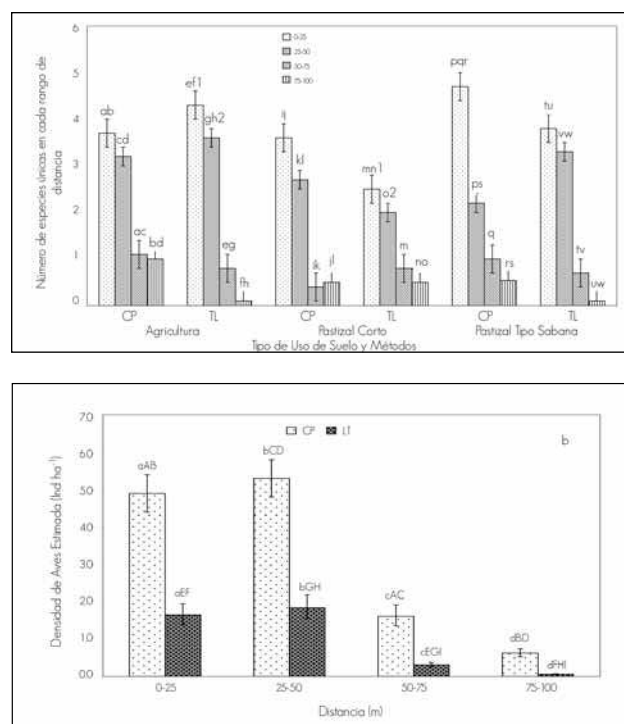 6
5
4
3
2
1
0
Número de especies únicas en cada rango de distancia
0-25
25-50
50-75
75-100
ab
cd
ac
bd
ef1
gh2
eg
fh
ij
kl
ik
jl
mn1
o2
m
no
pqr
ps
q
rs
tu
vw
tv
uw
CP TL CP TL CP TL
Agricultura Pastizal Corto Pastizal Tipo Sabana
Tipo de Uso de Suelo y Métodos
70
60
50
40
30
20
10
00
Densidad de Aves Estimada (Ind ha⁻¹)
CP LT
b
aAB
aEF
bCD
bGH
cAC
cEGI
dBD
dFHI
0-25 25-50 50-75 75-100
Distancia (m)